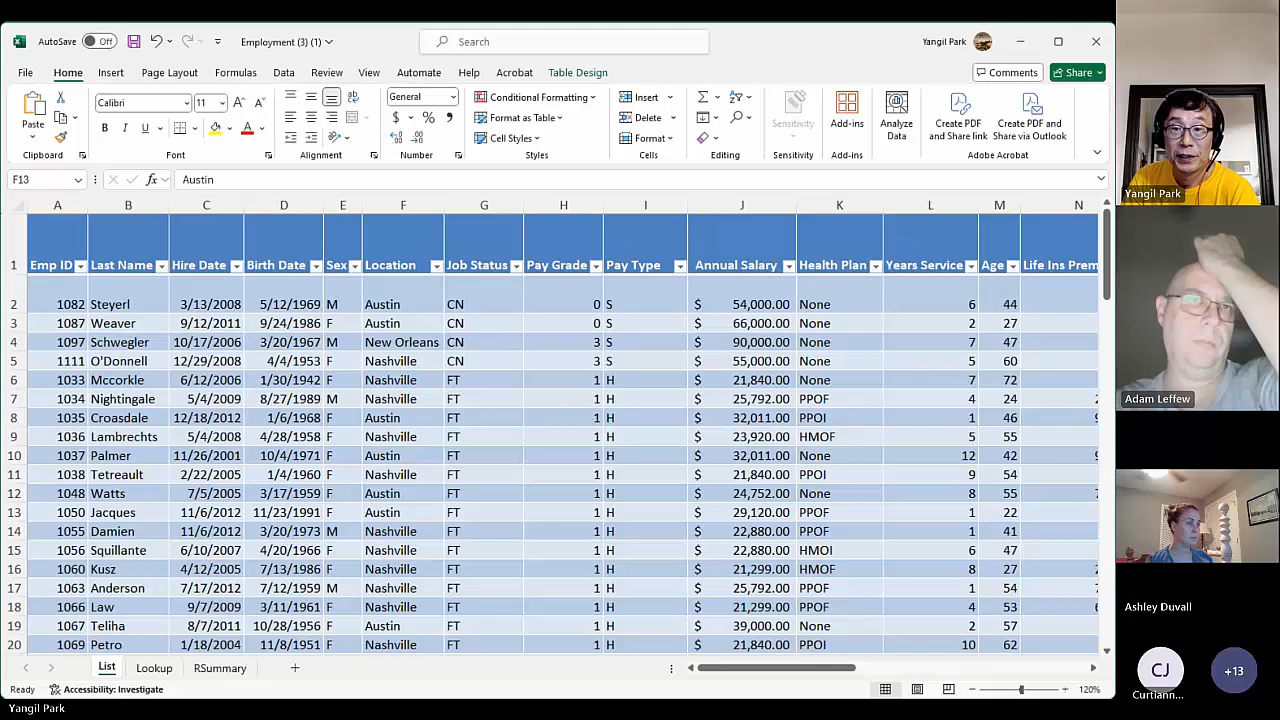 AutoSave Off Employment (3) (1) Search Yangil Park
File Home Insert Page Layout Formulas Data Review View Automate Help Acrobat Table Design Comments Share
Paste Calibri 11 General Conditional Formatting Insert Sensitivity Add-ins Analyze Data Create PDF and Share link Create PDF and Share via Outlook
B I U A $ % Format as Table Delete
Cell Styles Format
Clipboard Font Alignment Number Styles Cells Editing Sensitivity Add-ins Adobe Acrobat
F13 fx Austin
A B C D E F G H I J K L M N
1 Emp ID Last Name Hire Date Birth Date Sex Location Job Status Pay Grade Pay Type Annual Salary Health Plan Years Service Age Life Ins Prem
2 1082 Steyerl 3/13/2008 5/12/1969 M Austin CN 0 S $ 54,000.00 None 6 44
3 1087 Weaver 9/12/2011 9/24/1986 F Austin CN 0 S $ 66,000.00 None 2 27
4 1097 Schwegler 10/17/2006 3/20/1967 M New Orleans CN 3 S $ 90,000.00 None 7 47
5 1111 O'Donnell 12/29/2008 4/4/1953 F Nashville CN 3 S $ 55,000.00 None 5 60
6 1033 Mccorkle 6/12/2006 1/30/1942 F Nashville FT 1 H $ 21,840.00 None 7 72
7 1034 Nightingale 5/4/2009 8/27/1989 M Nashville FT 1 H $ 25,792.00 PPOF 4 24
8 1035 Croasdale 12/18/2012 1/6/1968 F Austin FT 1 H $ 32,011.00 PPOI 1 46
9 1036 Lambrechts 5/4/2008 4/28/1958 F Nashville FT 1 H $ 23,920.00 HMOF 5 55
10 1037 Palmer 11/26/2001 10/4/1971 F Austin FT 1 H $ 32,011.00 None 12 42
11 1038 Tetreault 2/22/2005 1/4/1960 F Nashville FT 1 H $ 21,840.00 PPOI 9 54
12 1048 Watts 7/5/2005 3/17/1959 F Austin FT 1 H $ 24,752.00 None 8 55
13 1050 Jacques 11/6/2012 11/23/1991 F Austin FT 1 H $ 29,120.00 PPOF 1 22
14 1055 Damien 11/6/2012 3/20/1973 M Nashville FT 1 H $ 22,880.00 PPOF 1 41
15 1056 Squillante 6/10/2007 4/20/1966 F Nashville FT 1 H $ 22,880.00 HMOI 6 47
16 1060 Kusz 4/12/2005 7/13/1986 F Nashville FT 1 H $ 21,299.00 HMOF 8 27
17 1063 Anderson 7/17/2012 7/12/1959 M Nashville FT 1 H $ 25,792.00 PPOF 1 54
18 1066 Law 9/7/2009 3/11/1961 F Nashville FT 1 H $ 21,299.00 PPOF 4 53
19 1067 Teliha 8/7/2011 10/28/1956 F Austin FT 1 H $ 39,000.00 None 2 57
20 1069 Petro 1/18/2004 11/8/1951 F Nashville FT 1 H $ 21,840.00 PPOI 10 62
List Lookup RSummary
Ready Accessibility: Investigate 120%
Yangil Park
Yangil Park
Adam Leffew
Ashley Duvall
CJ +13
Curtiann...